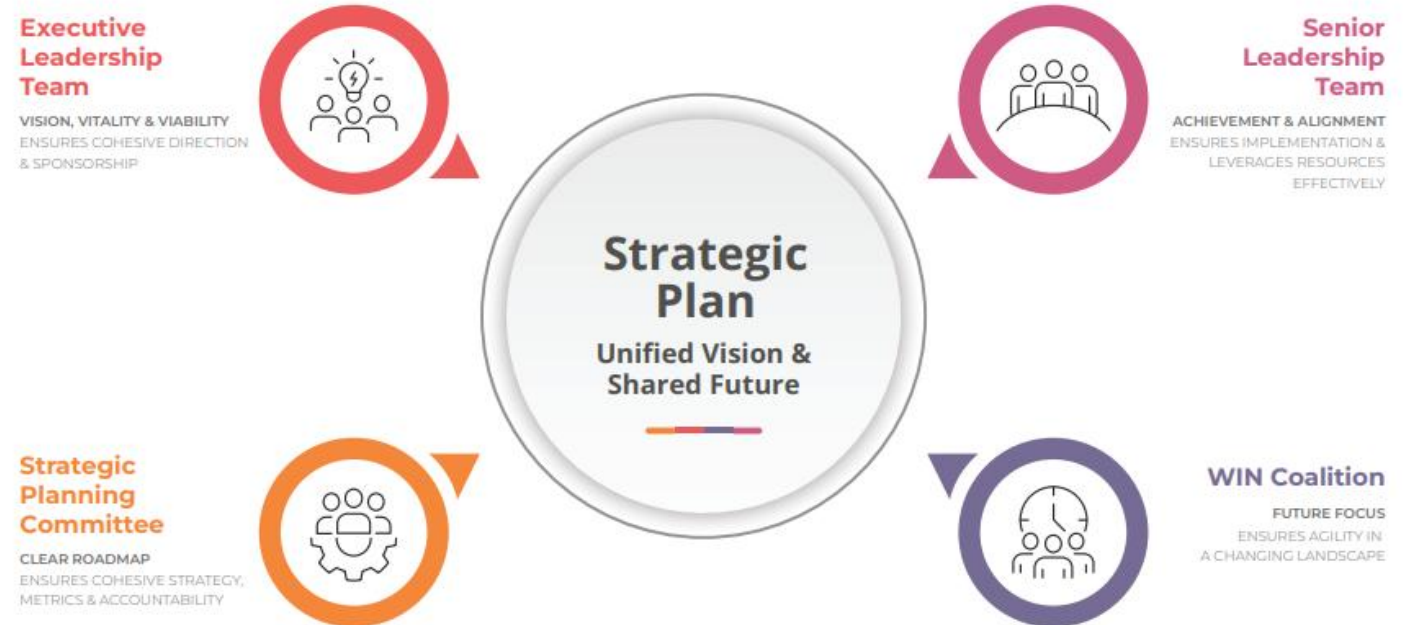 Executive
Leadership
Team
VISION, VITALITY & VIABILITY
ENSURES COHESIVE DIRECTION
& SPONSORSHIP
Senior
Leadership
Team
ACHIEVEMENT & ALIGNMENT
ENSURES IMPLEMENTATION &
LEVERAGES RESOURCES
EFFECTIVELY
Strategic
Plan
Unified Vision &
Shared Future
Strategic
Planning
Committee
CLEAR ROADMAP
ENSURES COHESIVE STRATEGY,
METRICS & ACCOUNTABILITY
WIN Coalition
FUTURE FOCUS
ENSURES AGILITY IN
A CHANGING LANDSCAPE